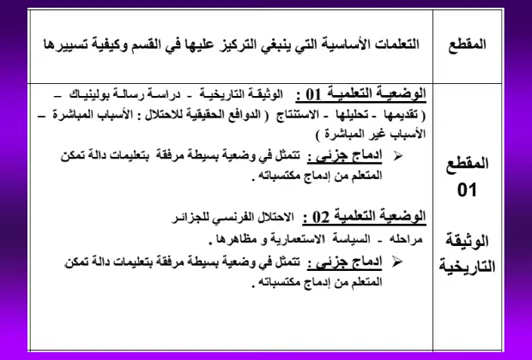 المقطع
التعلمات الأساسية التي ينبغي التركيز عليها في القسم وكيفية تسييرها
المقطع
01
الوثيقة
التاريخية
الوضعية التعلمية 01 : الوثيقة التاريخية - دراسة رسالة بولينياك –
( تقديمها - تحليلها - الاستنتاج ( الدوافع الحقيقية للاحتلال : الأسباب المباشرة –
الأسباب غير المباشرة )
إدماج جزئي : تتمثل في وضعية بسيطة مرفقة بتعليمات دالة تمكن
المتعلم من إدماج مكتسباته .
الوضعية التعلمية 02 : الاحتلال الفرنسي للجزائر
مراحله - السياسة الاستعمارية و مظاهرها .
إدماج جزئي : تتمثل في وضعية بسيطة مرفقة بتعليمات دالة تمكن
المتعلم من إدماج مكتسباته .